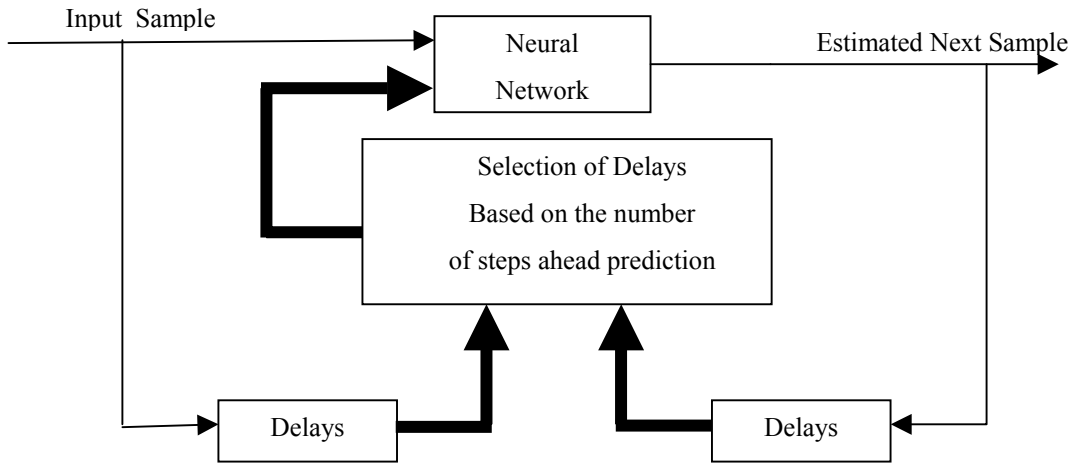 Input Sample
Neural
Network
Estimated Next Sample
Selection of Delays
Based on the number
of steps ahead prediction
Delays
Delays